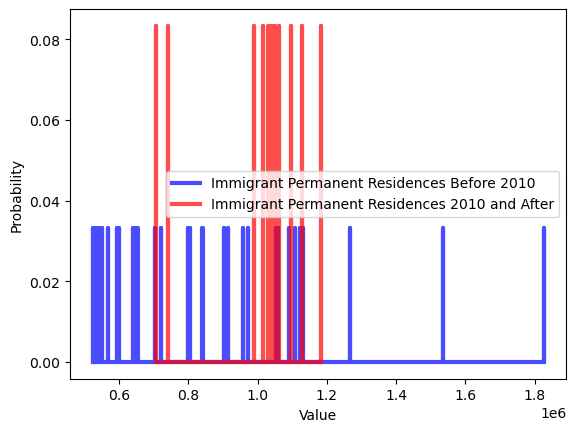 0.08
0.06
0.04
0.02
0.00
Probability
Immigrant Permanent Residences Before 2010
Immigrant Permanent Residences 2010 and After
0.6 0.8 1.0 1.2 1.4 1.6 1.8
1e6
Value